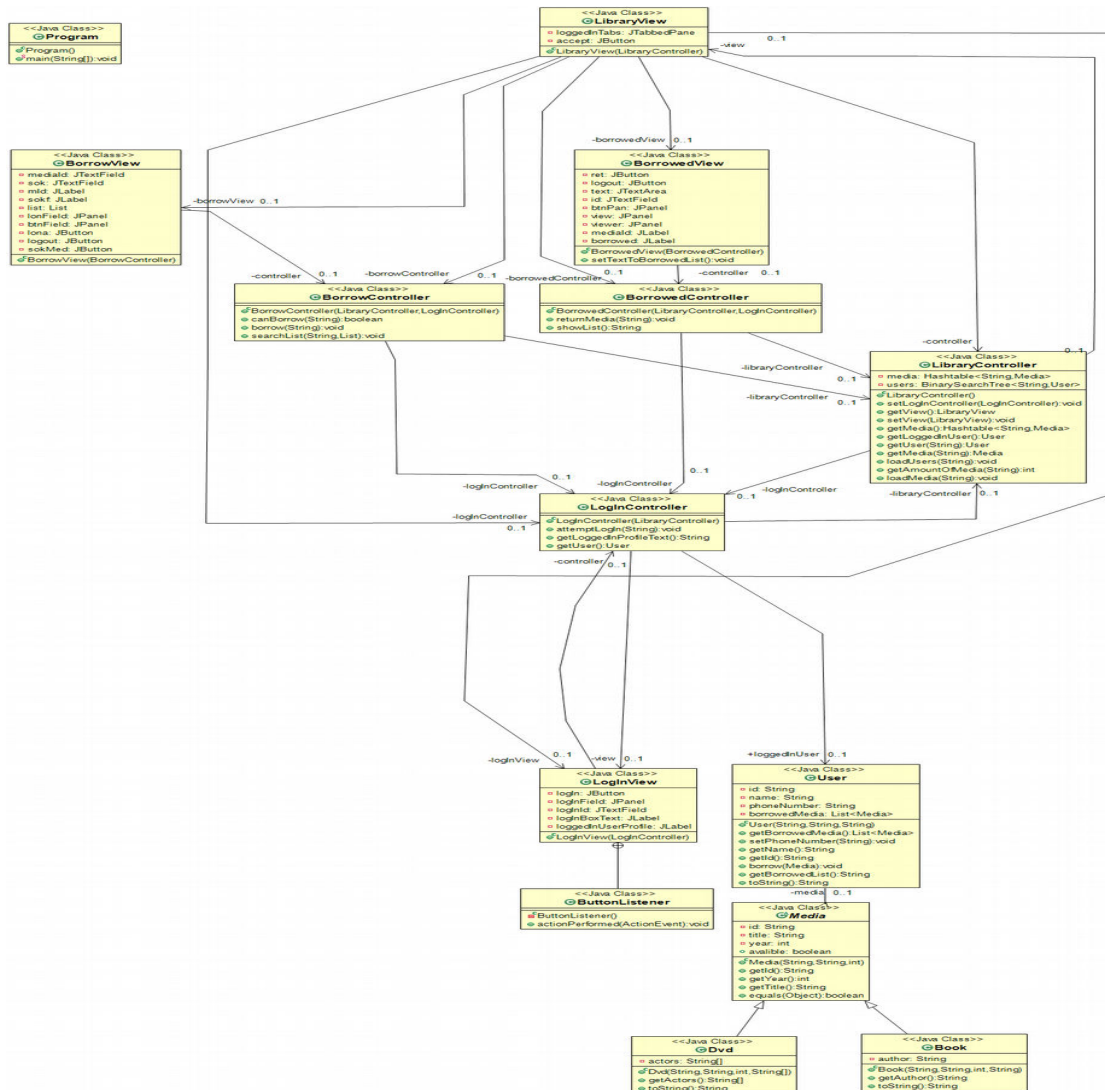 <<Java Class>>
Program
Program()
main(String[]):void
<<Java Class>>
LibraryView
loggedInTabs: JTabbedPane
accept: JButton
LibraryView(LibraryController)
0..1
-view
<<Java Class>>
BorrowView
mediaId: JTextField
sok: JTextField
mId: JLabel
sokf: JLabel
list: List
lonField: JPanel
btnField: JPanel
lona: JButton
logout: JButton
sokMed: JButton
BorrowView(BorrowController)
-borrowView 0..1
-borrowedView 0..1
<<Java Class>>
BorrowedView
ret: JButton
logout: JButton
text: JTextArea
id: JTextField
btnPan: JPanel
view: JPanel
viewer: JPanel
mediaId: JLabel
borrowed: JLabel
BorrowedView(BorrowedController)
setTextToBorrowedList():void
-controller 0..1
-borrowController 0..1
-borrowedController 0..1
-controller 0..1
<<Java Class>>
BorrowController
BorrowController(LibraryController,LogInController)
canBorrow(String):boolean
borrow(String):void
searchList(String,List):void
<<Java Class>>
BorrowedController
BorrowedController(LibraryController,LogInController)
returnMedia(String):void
showList():String
-controller
0..1
0..1
-libraryController
0..1
-libraryController
0..1
<<Java Class>>
LibraryController
media: Hashtable<String,Media>
users: BinarySearchTree<String,User>
LibraryController()
setLogInController(LogInController):void
getView():LibraryView
setView(LibraryView):void
getMedia():Hashtable<String,Media>
getLoggedInUser():User
getUser(String):User
getMedia(String):Media
loadUsers(String):void
getAmountOfMedia(String):int
loadMedia(String):void
-logInController 0..1
-logInController 0..1
-logInController 0..1
-libraryController 0..1
-logInController 0..1
<<Java Class>>
LogInController
LogInController(LibraryController)
attemptLogIn(String):void
getLoggedInProfileText():String
getUser():User
-controller 0..1
-logInView 0..1
-view 0..1
+loggedInUser 0..1
<<Java Class>>
LogInView
logIn: JButton
logInField: JPanel
logInId: JTextField
logInBoxText: JLabel
loggedInUserProfile: JLabel
LogInView(LogInController)
<<Java Class>>
User
id: String
name: String
phoneNumber: String
borrowedMedia: List<Media>
User(String,String,String)
getBorrowedMedia():List<Media>
setPhoneNumber(String):void
getName():String
getId():String
borrow(Media):void
getBorrowedList():String
toString():String
<<Java Class>>
ButtonListener
ButtonListener()
actionPerformed(ActionEvent):void
-media 0..1
<<Java Class>>
Media
id: String
title: String
year: int
avalible: boolean
Media(String,String,int)
getId():String
getYear():int
getTitle():String
equals(Object):boolean
<<Java Class>>
Dvd
actors: String[]
Dvd(String,String,int,String[])
getActors():String[]
toString():String
<<Java Class>>
Book
author: String
Book(String,String,int,String)
getAuthor():String
toString():String